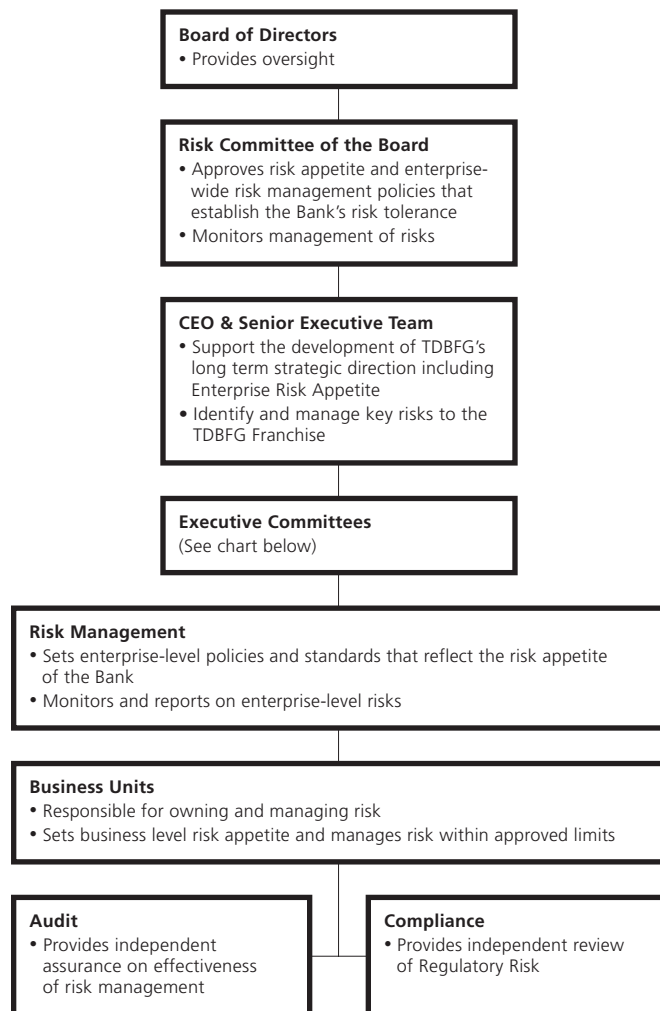 Board of Directors
• Provides oversight
Risk Committee of the Board
• Approves risk appetite and enterprise-
wide risk management policies that
establish the Bank's risk tolerance
• Monitors management of risks
CEO & Senior Executive Team
• Support the development of TDBFG's
long term strategic direction including
Enterprise Risk Appetite
• Identify and manage key risks to the
TDBFG Franchise
Executive Committees
(See chart below)
Risk Management
• Sets enterprise-level policies and standards that reflect the risk appetite
of the Bank
• Monitors and reports on enterprise-level risks
Business Units
• Responsible for owning and managing risk
• Sets business level risk appetite and manages risk within approved limits
Audit
• Provides independent
assurance on effectiveness
of risk management
Compliance
• Provides independent review
of Regulatory Risk